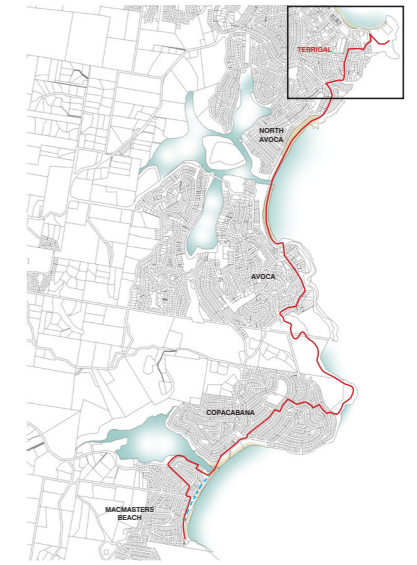 TERRIGAL
NORTH
AVOCA
AVOCA
COPACABANA
MACMASTERS
BEACH